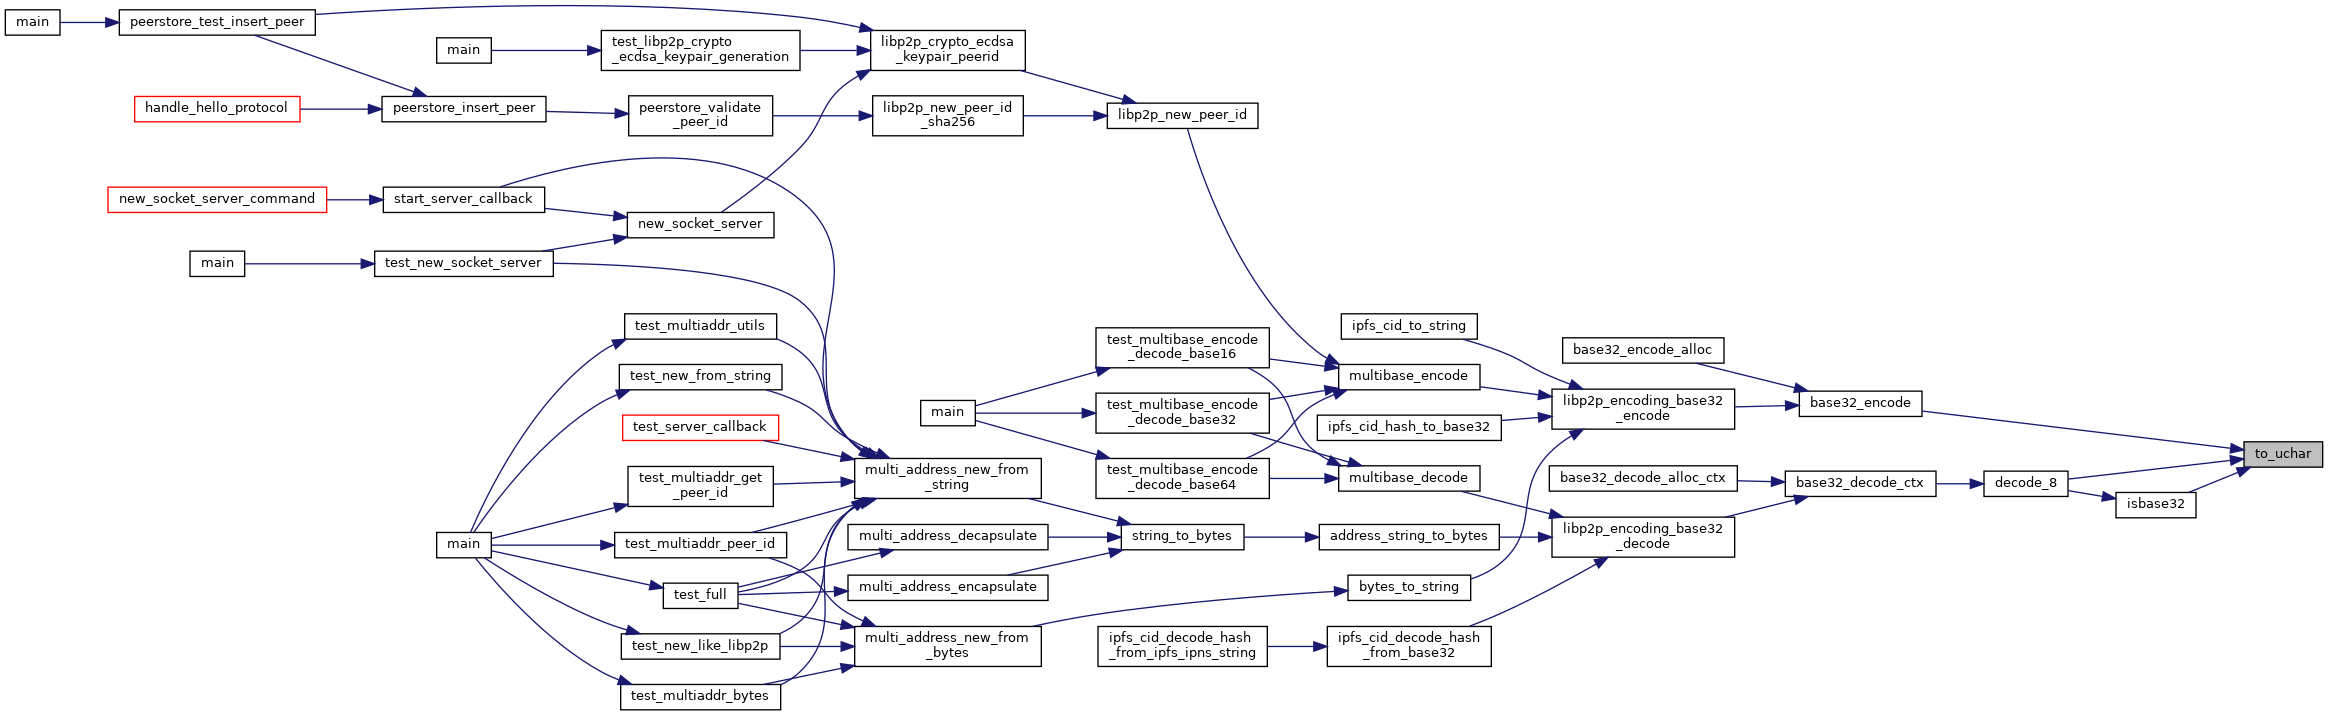 main
peerstore_test_insert_peer
main
test_libp2p_crypto
_ecdsa_keypair_generation
libp2p_crypto_ecdsa
_keypair_peerid
handle_hello_protocol
peerstore_insert_peer
peerstore_validate
_peer_id
libp2p_new_peer_id
_sha256
libp2p_new_peer_id
new_socket_server_command
start_server_callback
new_socket_server
main
test_new_socket_server
test_multiaddr_utils
test_new_from_string
test_server_callback
test_multiaddr_get
_peer_id
main
test_multiaddr_peer_id
test_full
test_new_like_libp2p
test_multiaddr_bytes
multi_address_new_from
_string
multi_address_decapsulate
multi_address_encapsulate
multi_address_new_from
_bytes
main
test_multibase_encode
_decode_base16
test_multibase_encode
_decode_base32
test_multibase_encode
_decode_base64
string_to_bytes
ipfs_cid_decode_hash
_from_ipfs_ipns_string
ipfs_cid_to_string
multibase_encode
ipfs_cid_hash_to_base32
multibase_decode
address_string_to_bytes
bytes_to_string
ipfs_cid_decode_hash
_from_base32
base32_encode_alloc
libp2p_encoding_base32
_encode
base32_decode_alloc_ctx
libp2p_encoding_base32
_decode
base32_encode
base32_decode_ctx
decode_8
isbase32
to_uchar